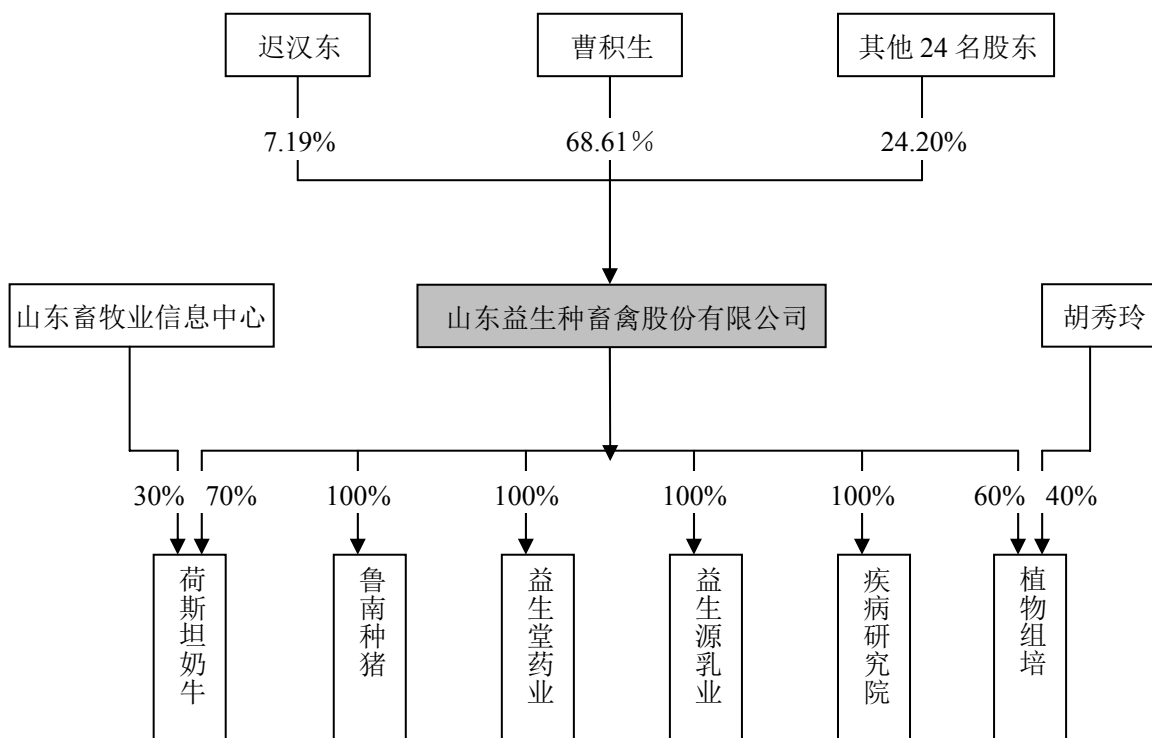 迟汉东
曹积生
其他 24 名股东
7.19%
68.61％
24.20%
山东畜牧业信息中心
山东益生种畜禽股份有限公司
胡秀玲
30%
70%
100%
100%
100%
100%
60%
40%
荷斯坦奶牛
鲁南种猪
益生堂药业
益生源乳业
疾病研究院
植物组培